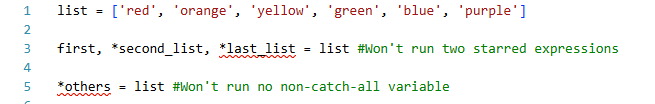 1 list = ['red', 'orange', 'yellow', 'green', 'blue', 'purple']
2
3 first, *second_list, *last_list = list #Won't run two starred expressions
4
5 *others = list #Won't run no non-catch-all variable